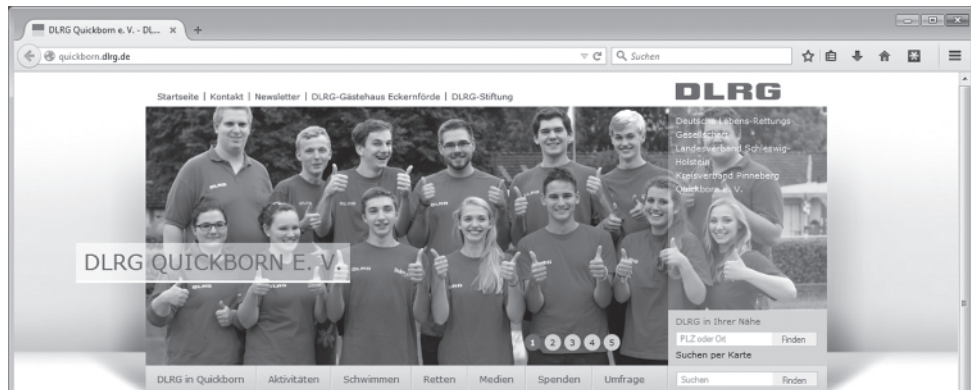 DLRG Quickborn e. V. - DL... × +
quickborn.dlrg.de
Suchen
Startseite | Kontakt | Newsletter | DLRG-Gästehaus Eckernförde | DLRG-Stiftung
DLRG
Deutsche Lebens-Rettungs
Gesellschaft
Landesverband Schleswig-
Holstein
Kreisverband Pinneberg
Quickborn e. V.
DLRG QUICKBORN E. V.
1 2 3 4 5
DLRG in Ihrer Nähe
PLZ oder Ort Finden
Suchen per Karte
DLRG in Quickborn Aktivitäten Schwimmen Retten Medien Spenden Umfrage
Suchen Finden